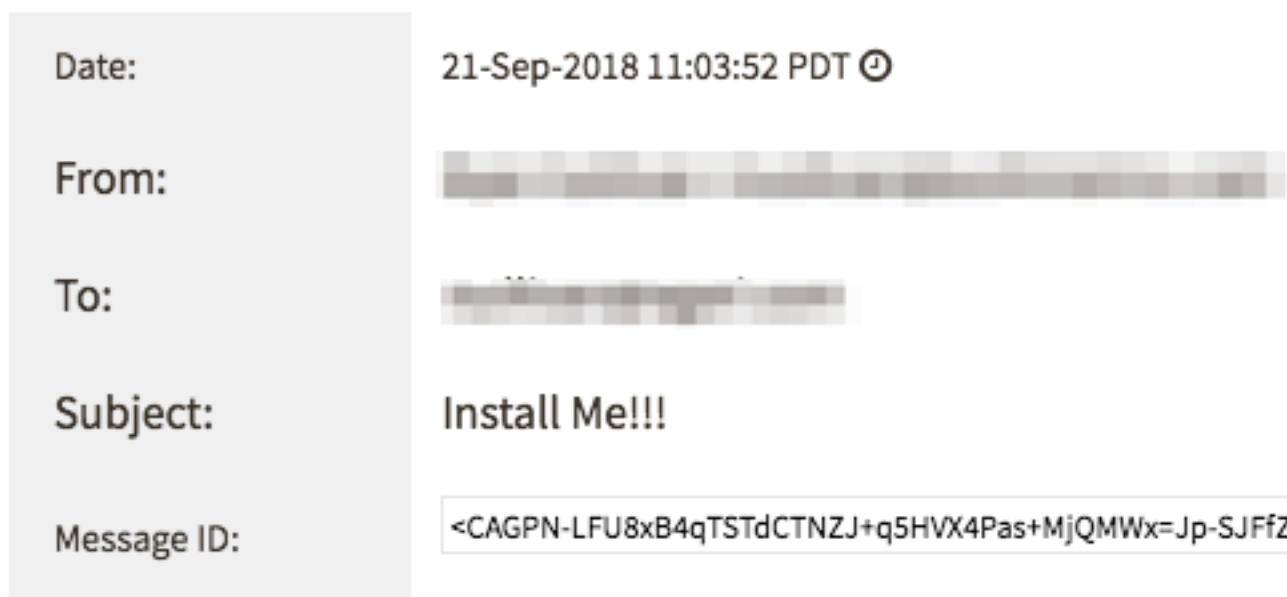 Date: 21-Sep-2018 11:03:52 PDT
From:
To:
Subject: Install Me!!!
Message ID: <CAGPN-LFU8xB4qTSTdCTNZJ+q5HVX4Pas+MjQMWx=Jp-SJFfZ